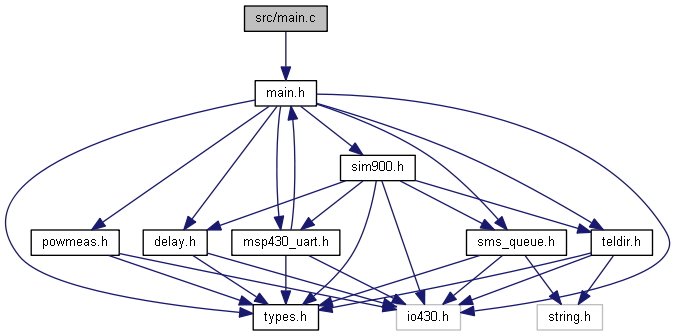 src/main.c
main.h
sim900.h
powmeas.h
delay.h
msp430_uart.h
sms_queue.h
teldir.h
types.h
io430.h
string.h